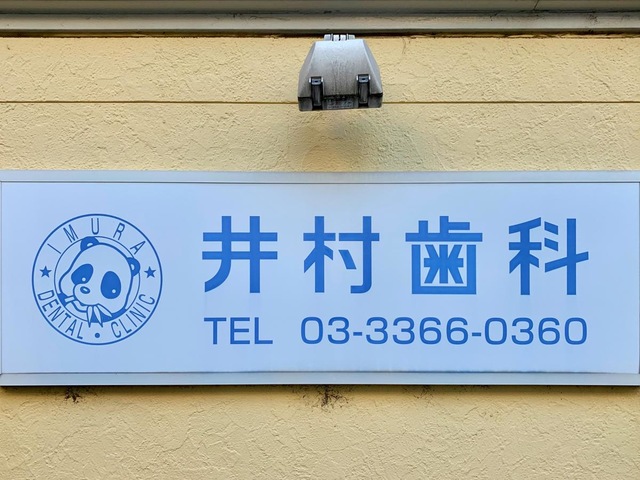 IMURA
DENTAL • CLINIC
井村歯科
TEL 03-3366-0360